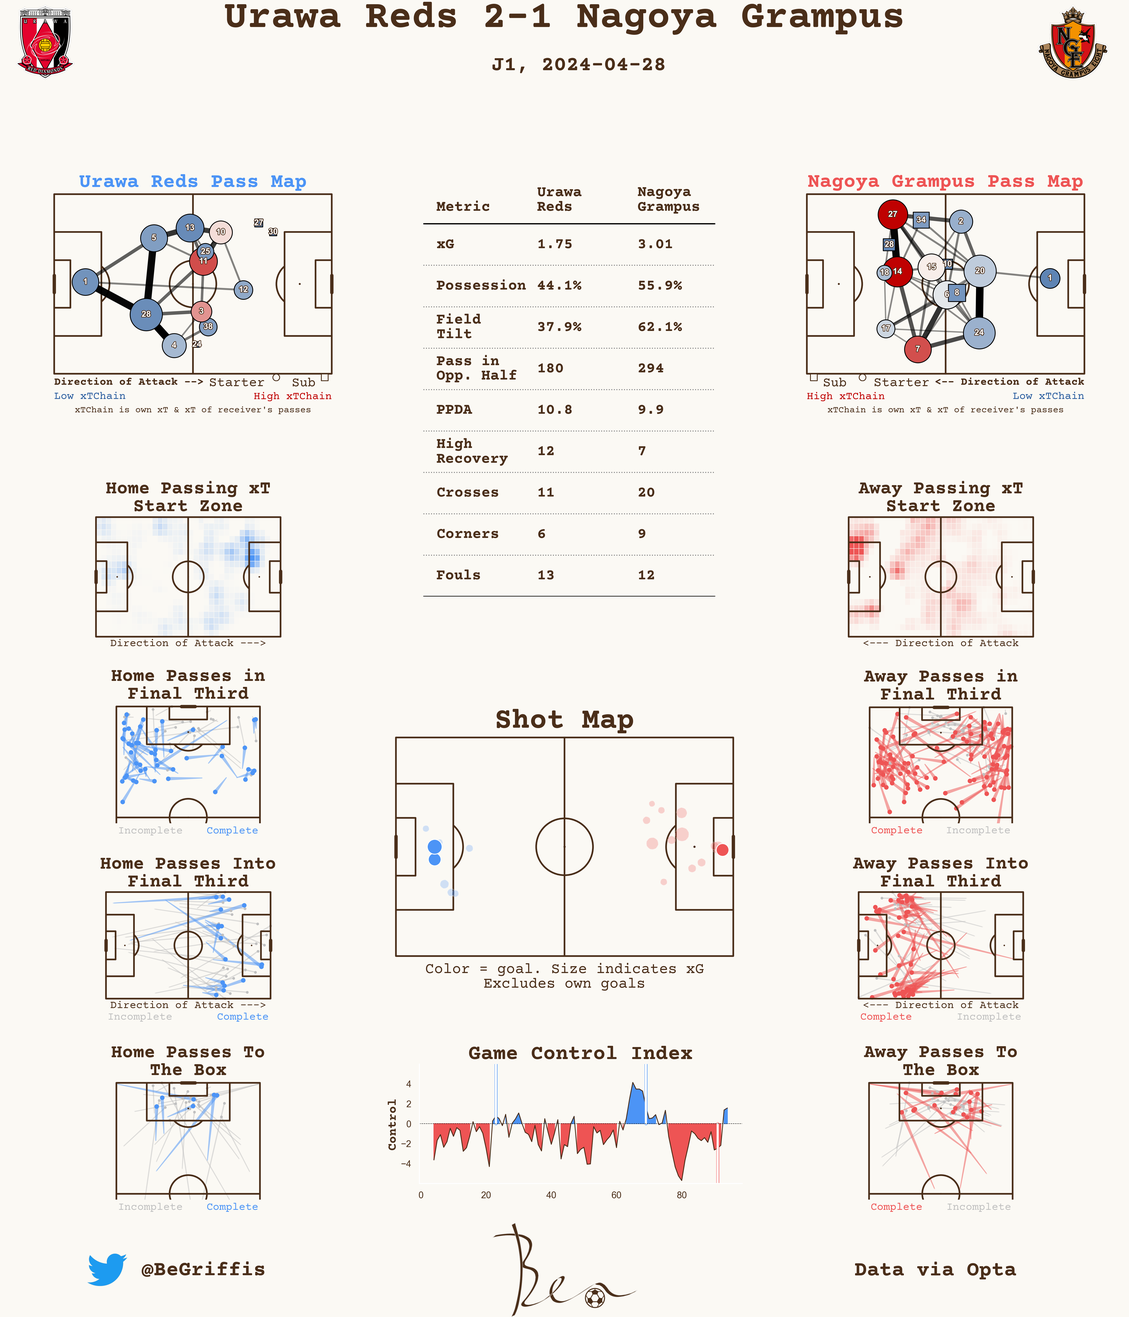 Urawa Reds 2-1 Nagoya Grampus
J1, 2024-04-28
Urawa Reds Pass Map
1
5
13
10
27
30
25
11
12
28
3
38
4
24
Direction of Attack --> Starter Sub
Low xTChain High xTChain
xTChain is own xT & xT of receiver's passes
Metric Urawa Reds Nagoya Grampus
xG 1.75 3.01
Possession 44.1% 55.9%
Field Tilt 37.9% 62.1%
Pass in Opp. Half 180 294
PPDA 10.8 9.9
High Recovery 12 7
Crosses 11 20
Corners 6 9
Fouls 13 12
Nagoya Grampus Pass Map
27
34
2
28
18
14
15
10
20
1
6
8
17
7
24
Sub Starter <-- Direction of Attack
High xTChain Low xTChain
xTChain is own xT & xT of receiver's passes
Home Passing xT
Start Zone
Direction of Attack --->
Away Passing xT
Start Zone
<--- Direction of Attack
Home Passes in
Final Third
Incomplete Complete
Away Passes in
Final Third
Complete Incomplete
Shot Map
Color = goal. Size indicates xG
Excludes own goals
Home Passes Into
Final Third
Direction of Attack --->
Incomplete Complete
Away Passes Into
Final Third
<--- Direction of Attack
Complete Incomplete
Home Passes To
The Box
Incomplete Complete
Game Control Index
Control
4
2
0
−2
−4
0 20 40 60 80
Away Passes To
The Box
Complete Incomplete
@BeGriffis
Ben
Data via Opta